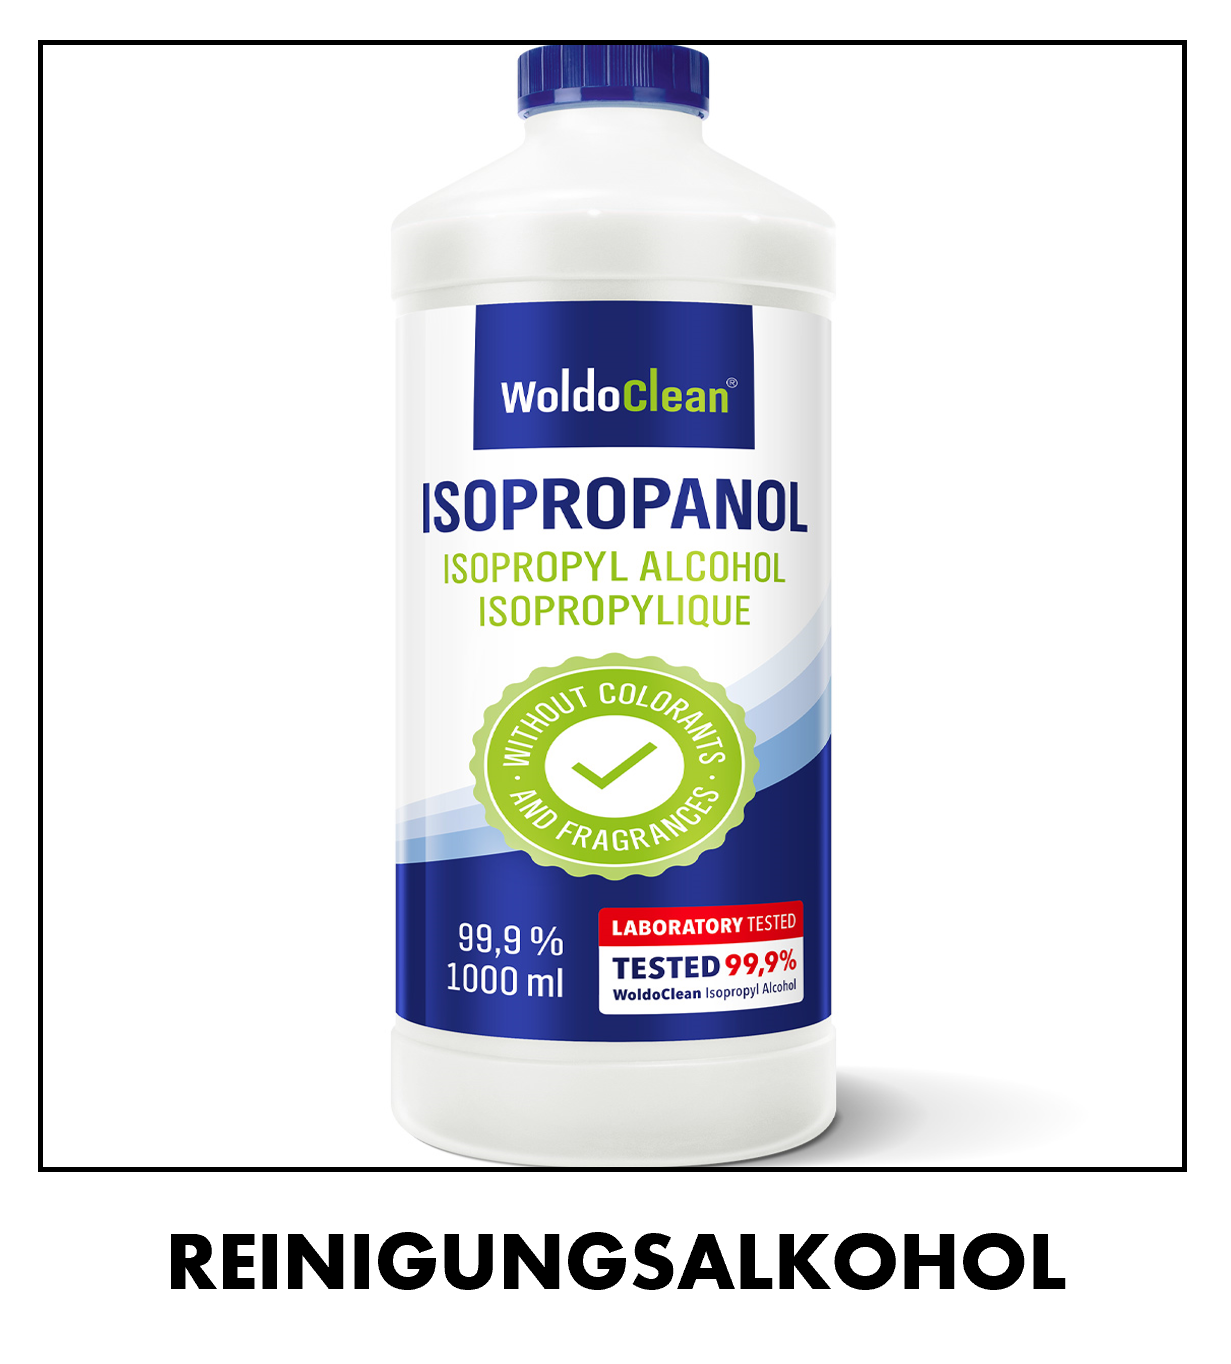 WoldoClean®
ISOPROPANOL
ISOPROPYL ALCOHOL
ISOPROPYLIQUE
· WITHOUT COLORANTS ·
AND FRAGRANCES
99,9 %
1000 ml
LABORATORY TESTED
TESTED 99,9%
WoldoClean Isopropyl Alcohol
REINIGUNGSALKOHOL